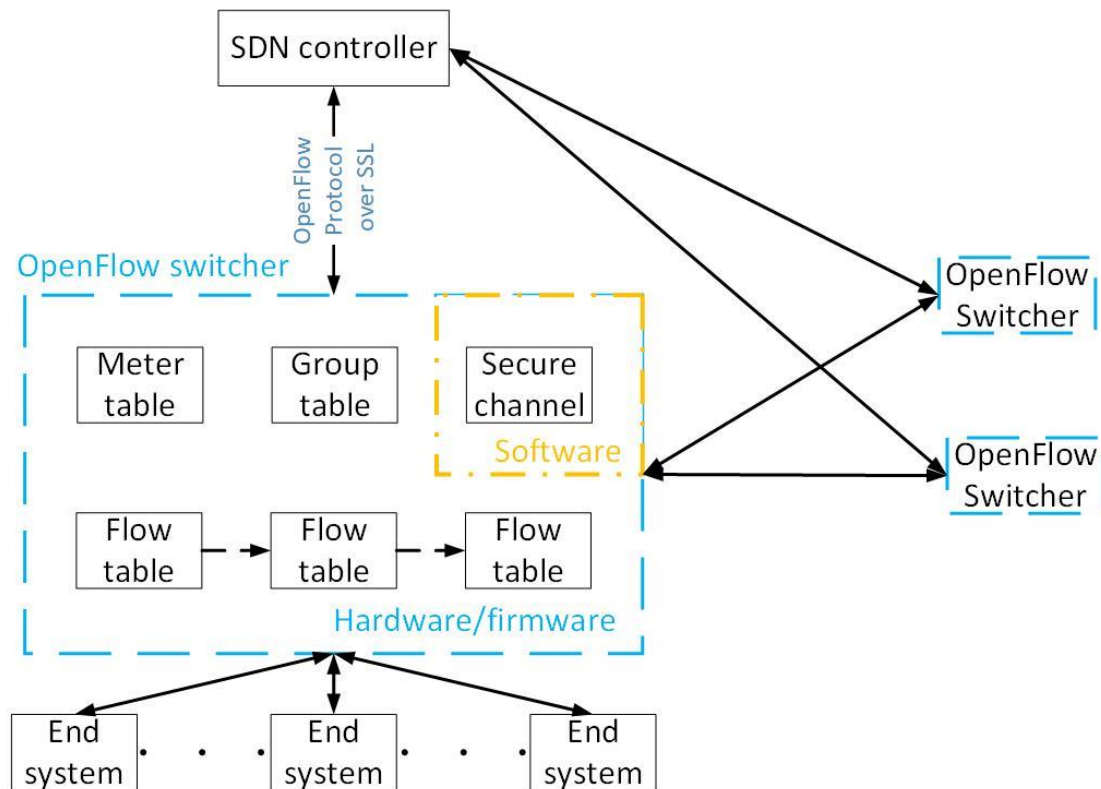 SDN controller
OpenFlow
Protocol
over SSL
OpenFlow switcher
OpenFlow
Switcher
Meter
table
Group
table
Secure
channel
Software
OpenFlow
Switcher
Flow
table
Flow
table
Flow
table
Hardware/firmware
End
system
End
system
End
system